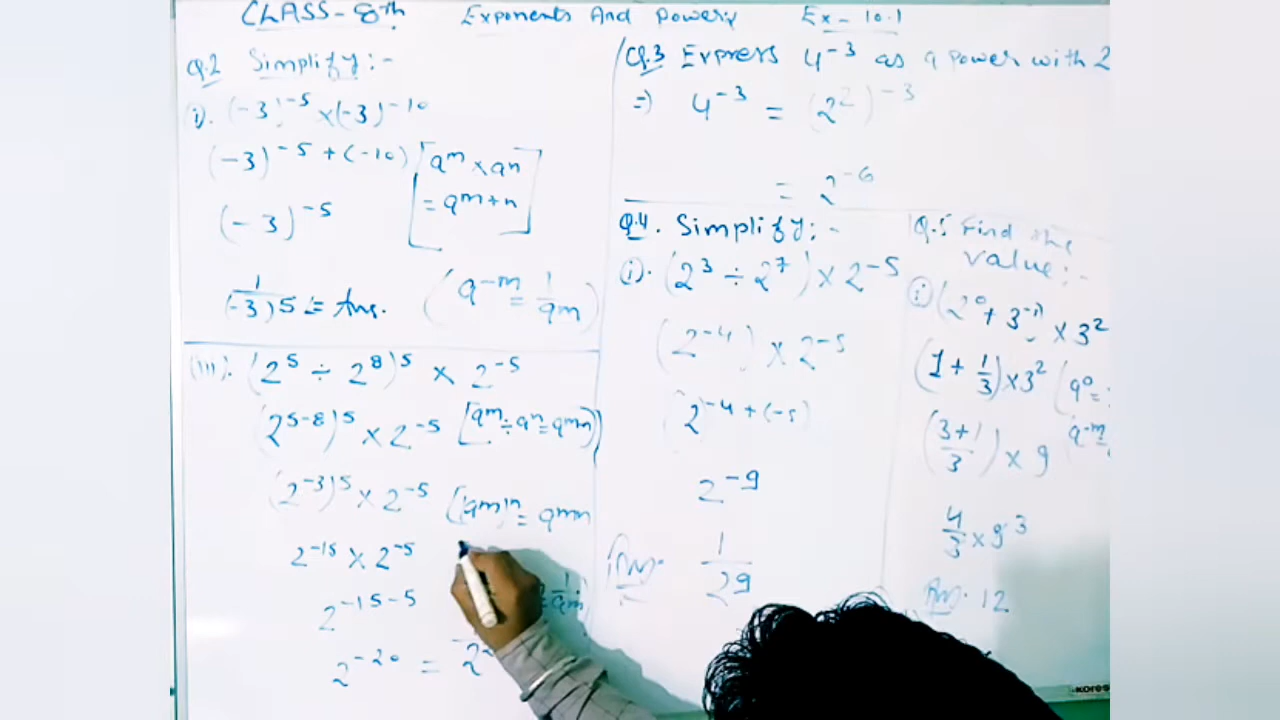 CLASS - 8th Exponents And Powers Ex - 10.1
Q.2 Simplify :-
i). (-3)^-5 × (-3)^-10
(-3)^-5 + (-10) [a^m × a^n
= a^m+n]
(-3)^-5
1/(-3)5 = Ans. (a^-m = 1/a^m)
(iii). (2^5 ÷ 2^8)^5 × 2^-5
(2^5-8)^5 × 2^-5 [a^m ÷ a^n = a^mn]
(2^-3)^5 × 2^-5 [(a^m)^n = a^mn
2^-15 × 2^-5
2^-15-5
2^-20 =
Q.3 Express 4^-3 as a power with 2
=) 4^-3 = (2^2)^-3
= 2^-6
Q.4. Simplify :-
i). (2^3 ÷ 2^7) × 2^-5
(2^-4) × 2^-5
2^-4 + (-5)
2^-9
Ans. 1/29
Q.5 Find the
value :-
i (2^0 + 3^-1) × 3^2
(1 + 1/3) × 3^2 (a^0 =
(3+1/3) × 9 a^-m =
4/3 × 9 3
Ans. 12
kores